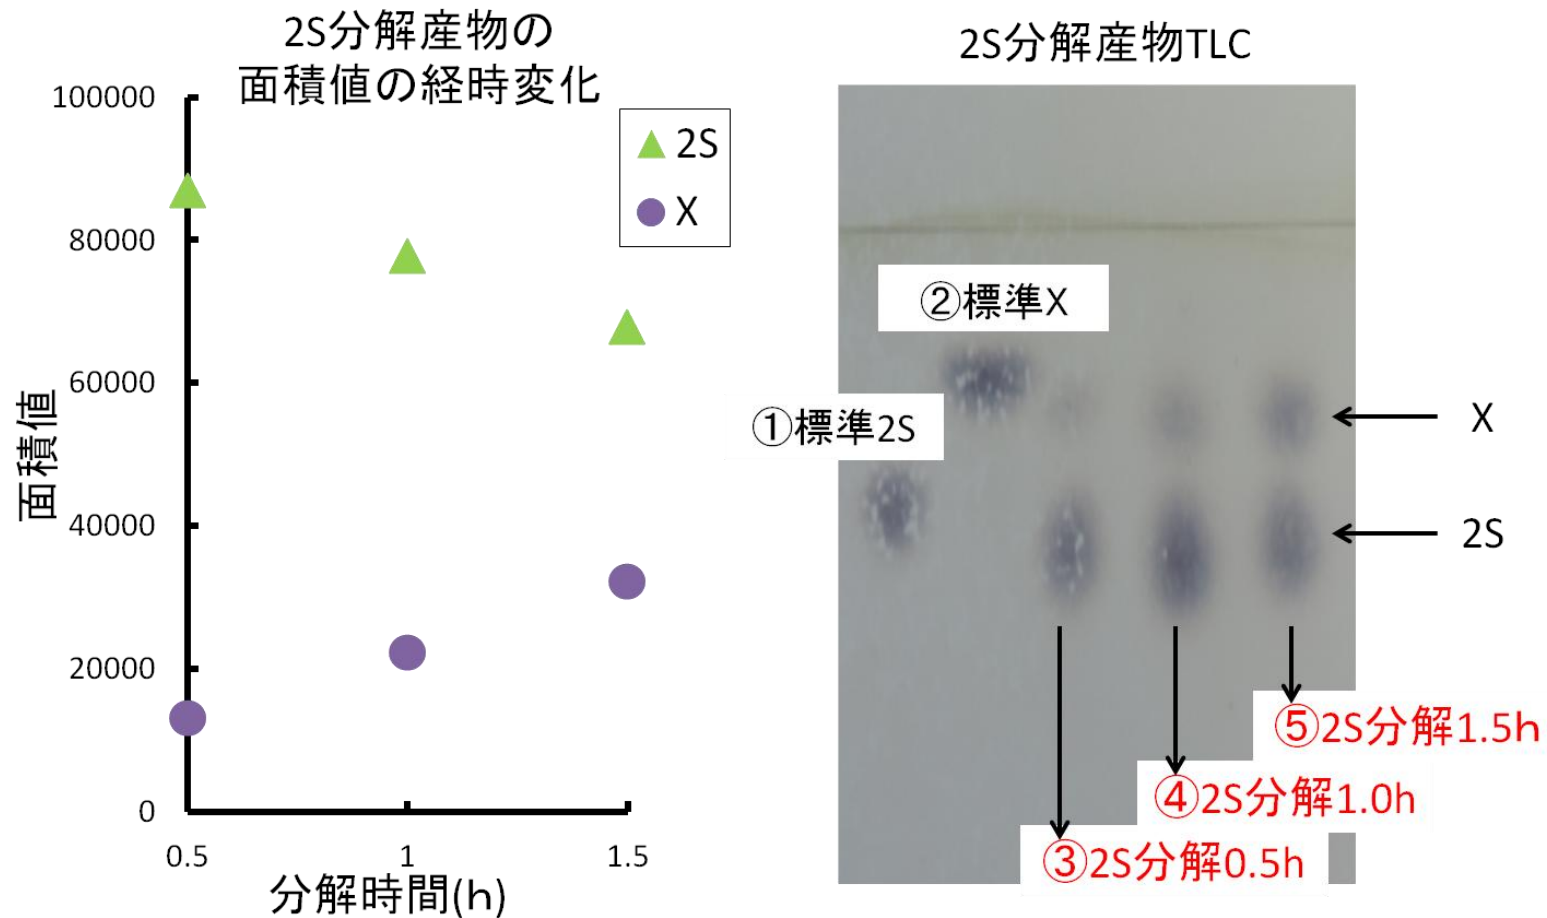 2S分解産物の
面積値の経時変化
100000
80000
60000
40000
20000
0
面積値
2S
X
0.5
1
1.5
分解時間(h)
2S分解産物TLC
②標準X
①標準2S
X
2S
⑤2S分解1.5h
④2S分解1.0h
③2S分解0.5h